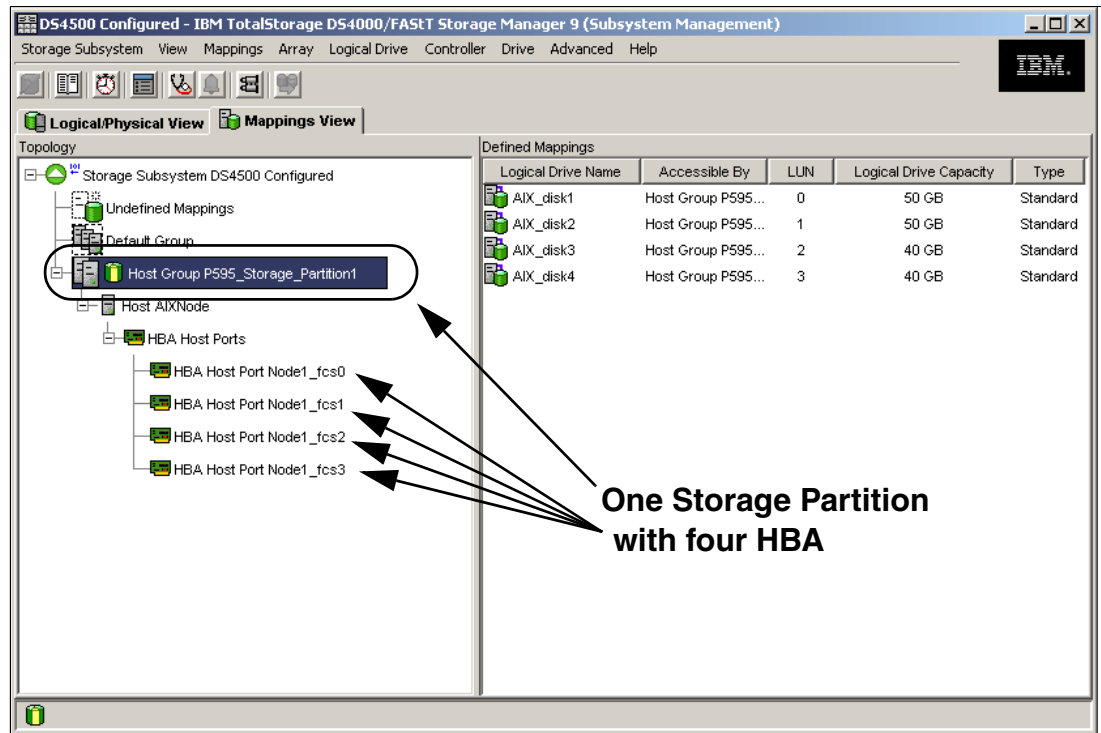 DS4500 Configured - IBM TotalStorage DS4000/FAStT Storage Manager 9 (Subsystem Management)
Storage Subsystem View Mappings Array Logical Drive Controller Drive Advanced Help
IBM.
Logical/Physical View Mappings View
Topology
Storage Subsystem DS4500 Configured
Undefined Mappings
Default Group
Host Group P595_Storage_Partition1
Host AIXNode
HBA Host Ports
HBA Host Port Node1_fcs0
HBA Host Port Node1_fcs1
HBA Host Port Node1_fcs2
HBA Host Port Node1_fcs3
Defined Mappings
Logical Drive Name Accessible By LUN Logical Drive Capacity Type
AIX_disk1 Host Group P595... 0 50 GB Standard
AIX_disk2 Host Group P595... 1 50 GB Standard
AIX_disk3 Host Group P595... 2 40 GB Standard
AIX_disk4 Host Group P595... 3 40 GB Standard
One Storage Partition
with four HBA